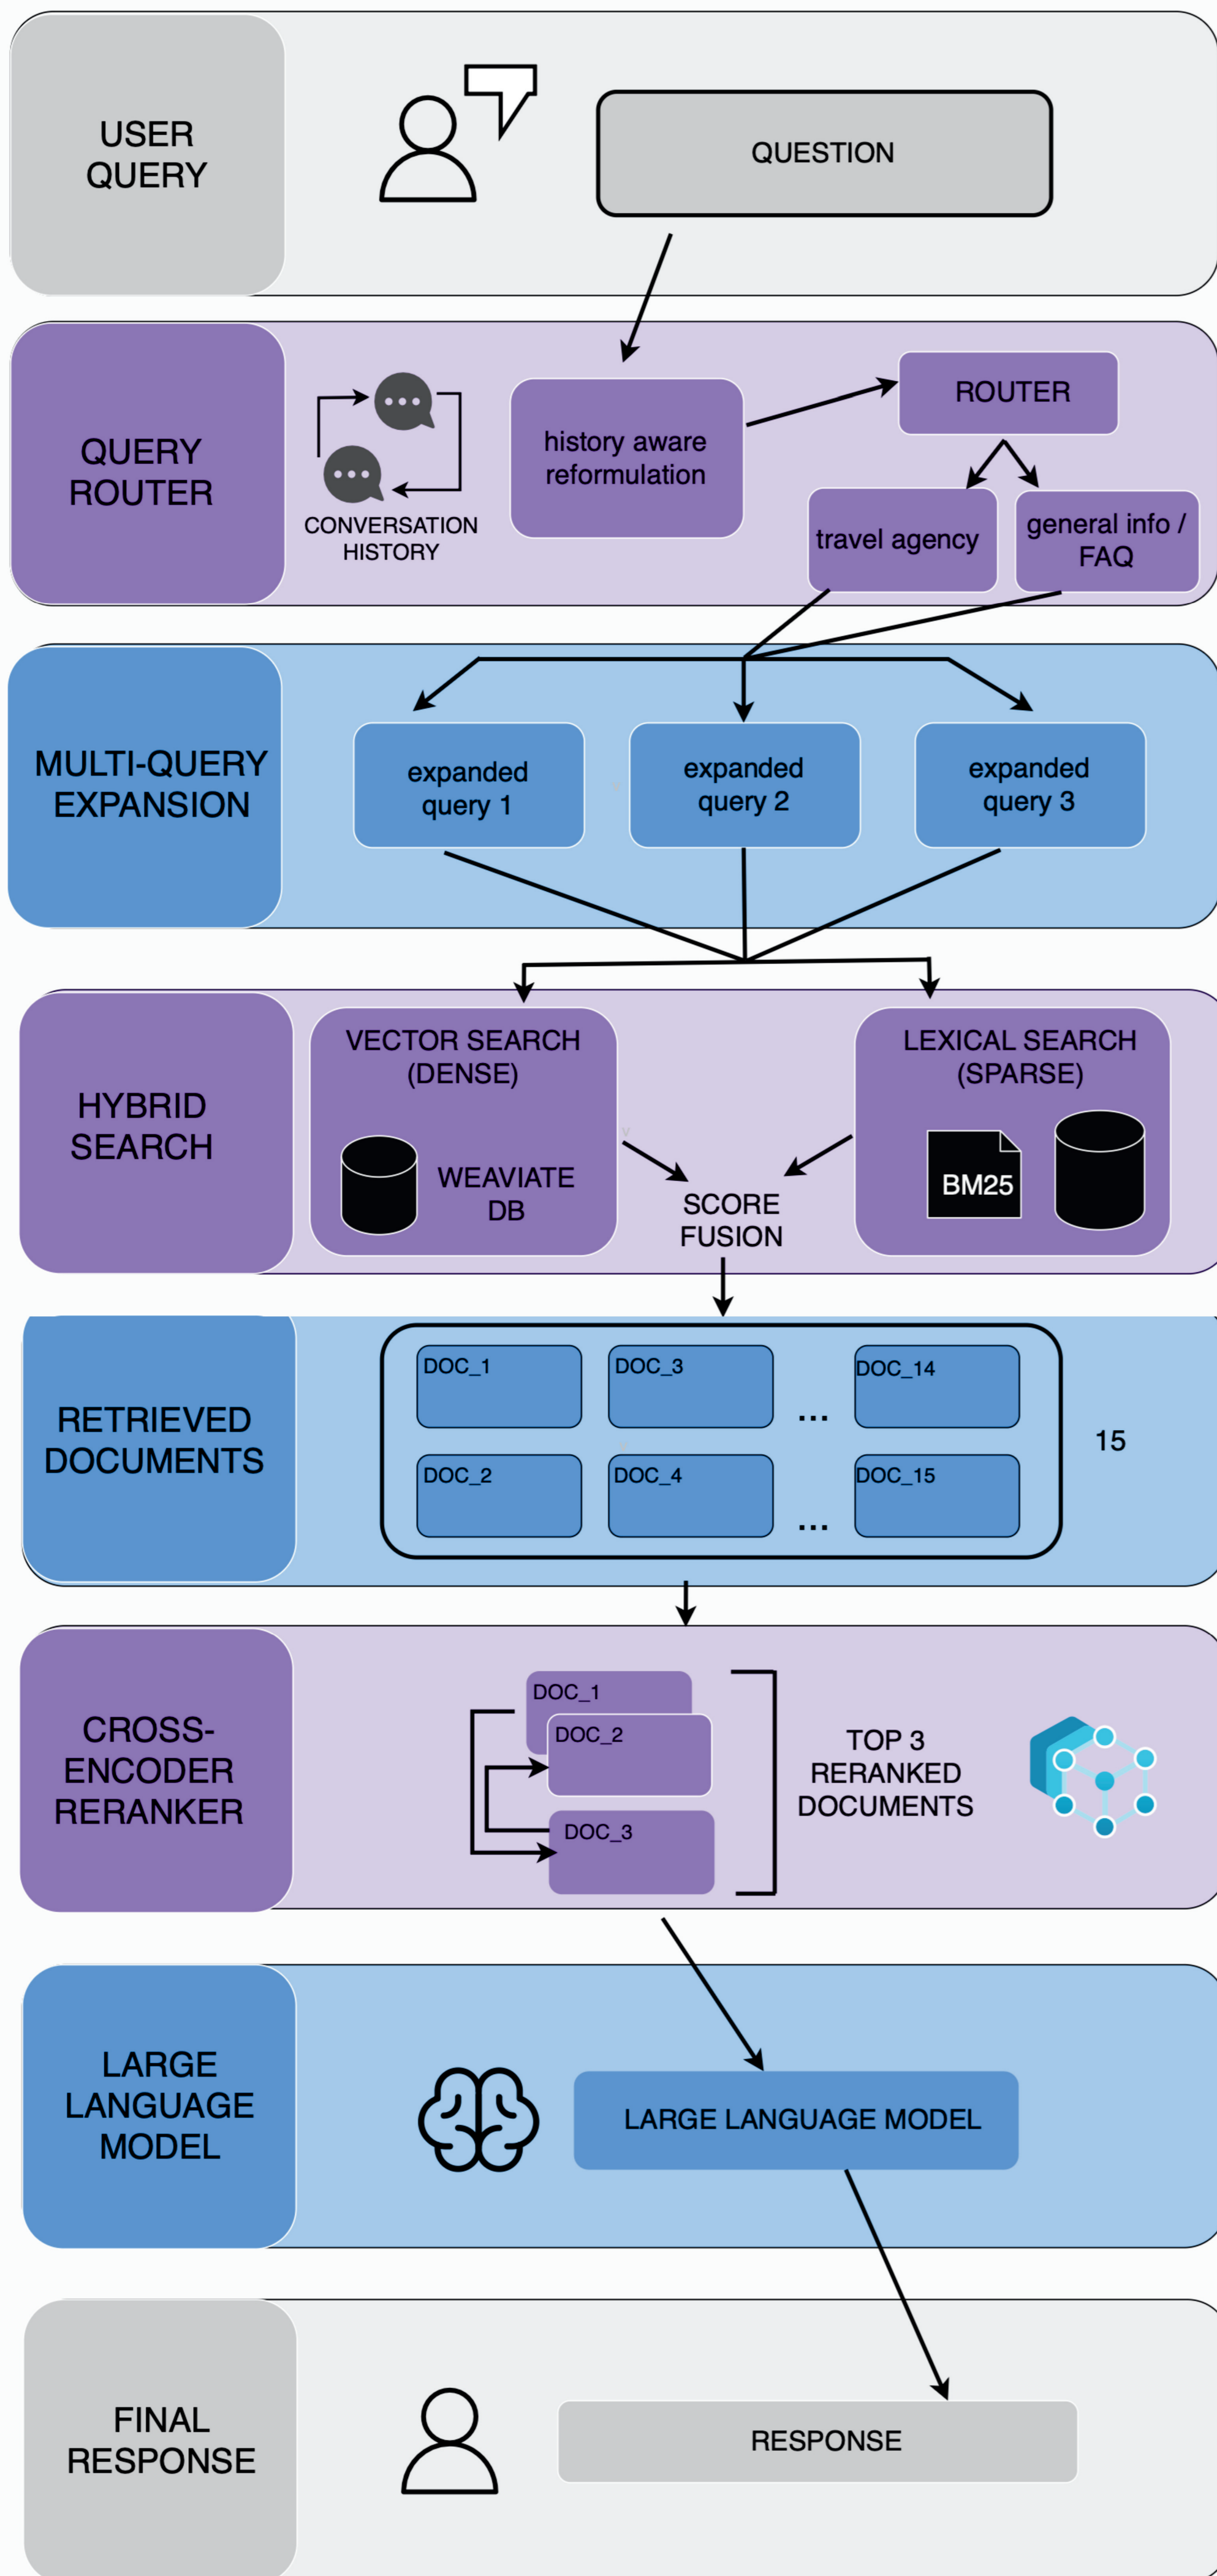 USER
QUERY
QUESTION
QUERY
ROUTER
CONVERSATION
HISTORY
history aware
reformulation
ROUTER
travel agency
general info /
FAQ
MULTI-QUERY
EXPANSION
expanded
query 1
expanded
query 2
expanded
query 3
HYBRID
SEARCH
VECTOR SEARCH
(DENSE)
WEAVIATE
DB
v
SCORE
FUSION
LEXICAL SEARCH
(SPARSE)
BM25
RETRIEVED
DOCUMENTS
DOC_1
DOC_3
...
DOC_14
DOC_2
DOC_4
...
DOC_15
15
CROSS-
ENCODER
RERANKER
DOC_1
DOC_2
DOC_3
TOP 3
RERANKED
DOCUMENTS
LARGE
LANGUAGE
MODEL
LARGE LANGUAGE MODEL
FINAL
RESPONSE
RESPONSE